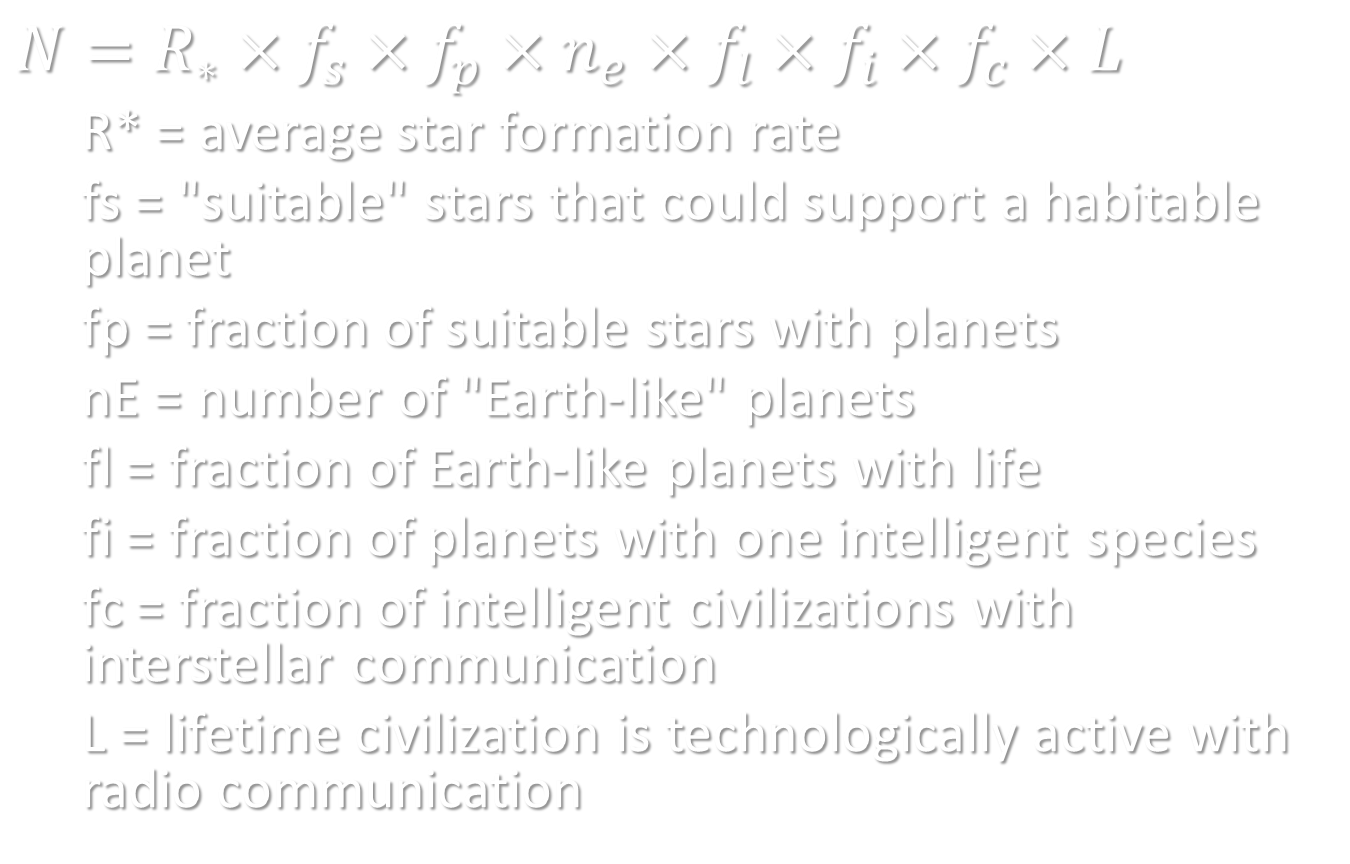 N = R* × fs × fp × ne × fl × fi × fc × L
R* = average star formation rate
fs = "suitable" stars that could support a habitable
planet
fp = fraction of suitable stars with planets
nE = number of "Earth-like" planets
fl = fraction of Earth-like planets with life
fi = fraction of planets with one intelligent species
fc = fraction of intelligent civilizations with
interstellar communication
L = lifetime civilization is technologically active with
radio communication